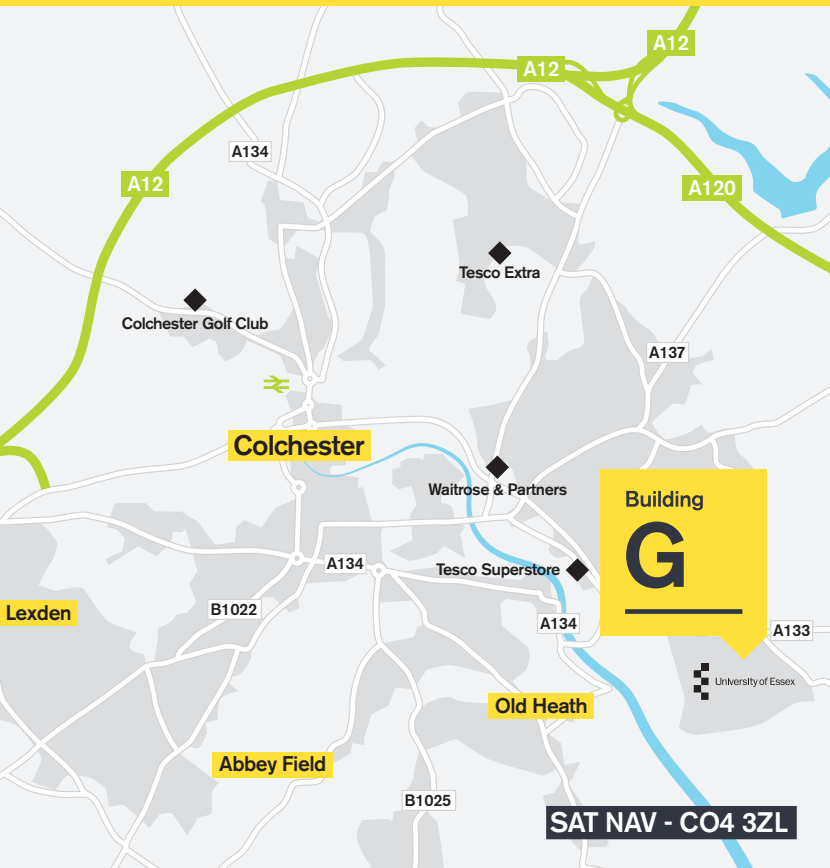 A12
A12
A134
A12
A120
Tesco Extra
Colchester Golf Club
A137
Colchester
Waitrose & Partners
Building
G
A134
Tesco Superstore
B1022
Lexden
A134
A133
University of Essex
Old Heath
Abbey Field
B1025
SAT NAV - CO4 3ZL